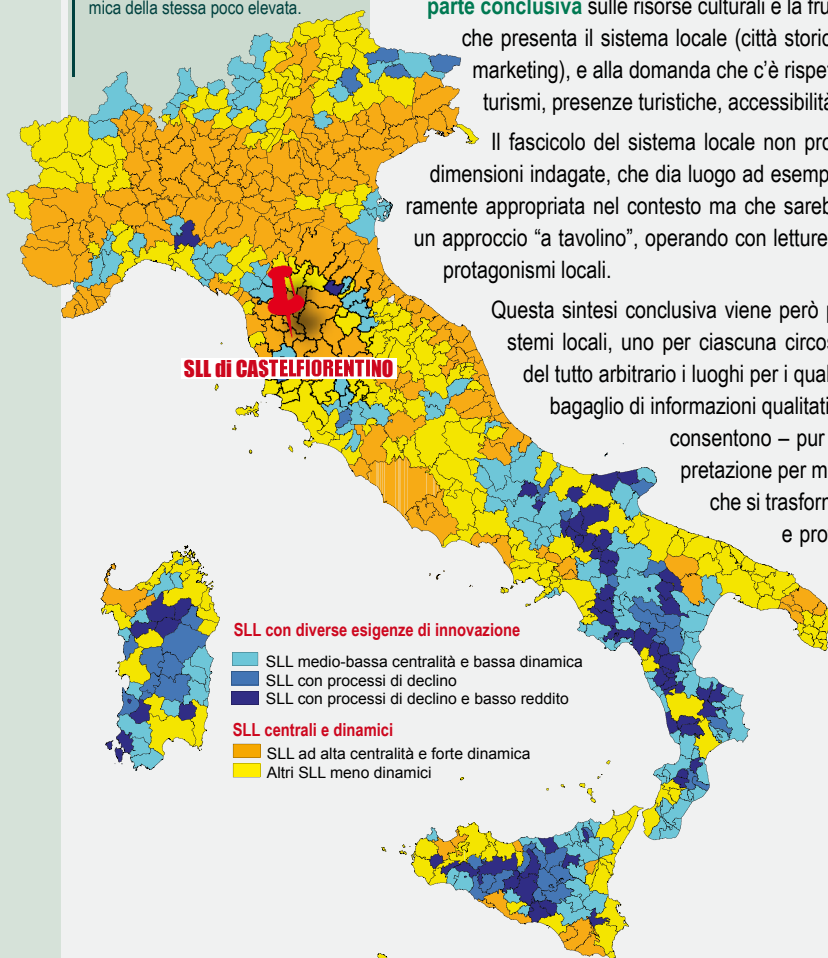 mica della stessa poco elevata.
parte conclusiva sulle risorse culturali e la fru
che presenta il sistema locale (città storic
marketing), e alla domanda che c'è rispe
turismi, presenze turistiche, accessibilità
Il fascicolo del sistema locale non pro
dimensioni indagate, che dia luogo ad esemp
ramente appropriata nel contesto ma che sareb
un approccio “a tavolino”, operando con letture
protagonismi locali.
Questa sintesi conclusiva viene però p
stemi locali, uno per ciascuna circos
del tutto arbitrario i luoghi per i qual
bagaglio di informazioni qualitati
consentono – pur
pretazione per m
che si trasforn
e pro
SLL di CASTELFIORENTINO
SLL con diverse esigenze di innovazione
SLL medio-bassa centralità e bassa dinamica
SLL con processi di declino
SLL con processi di declino e basso reddito
SLL centrali e dinamici
SLL ad alta centralità e forte dinamica
Altri SLL meno dinamici